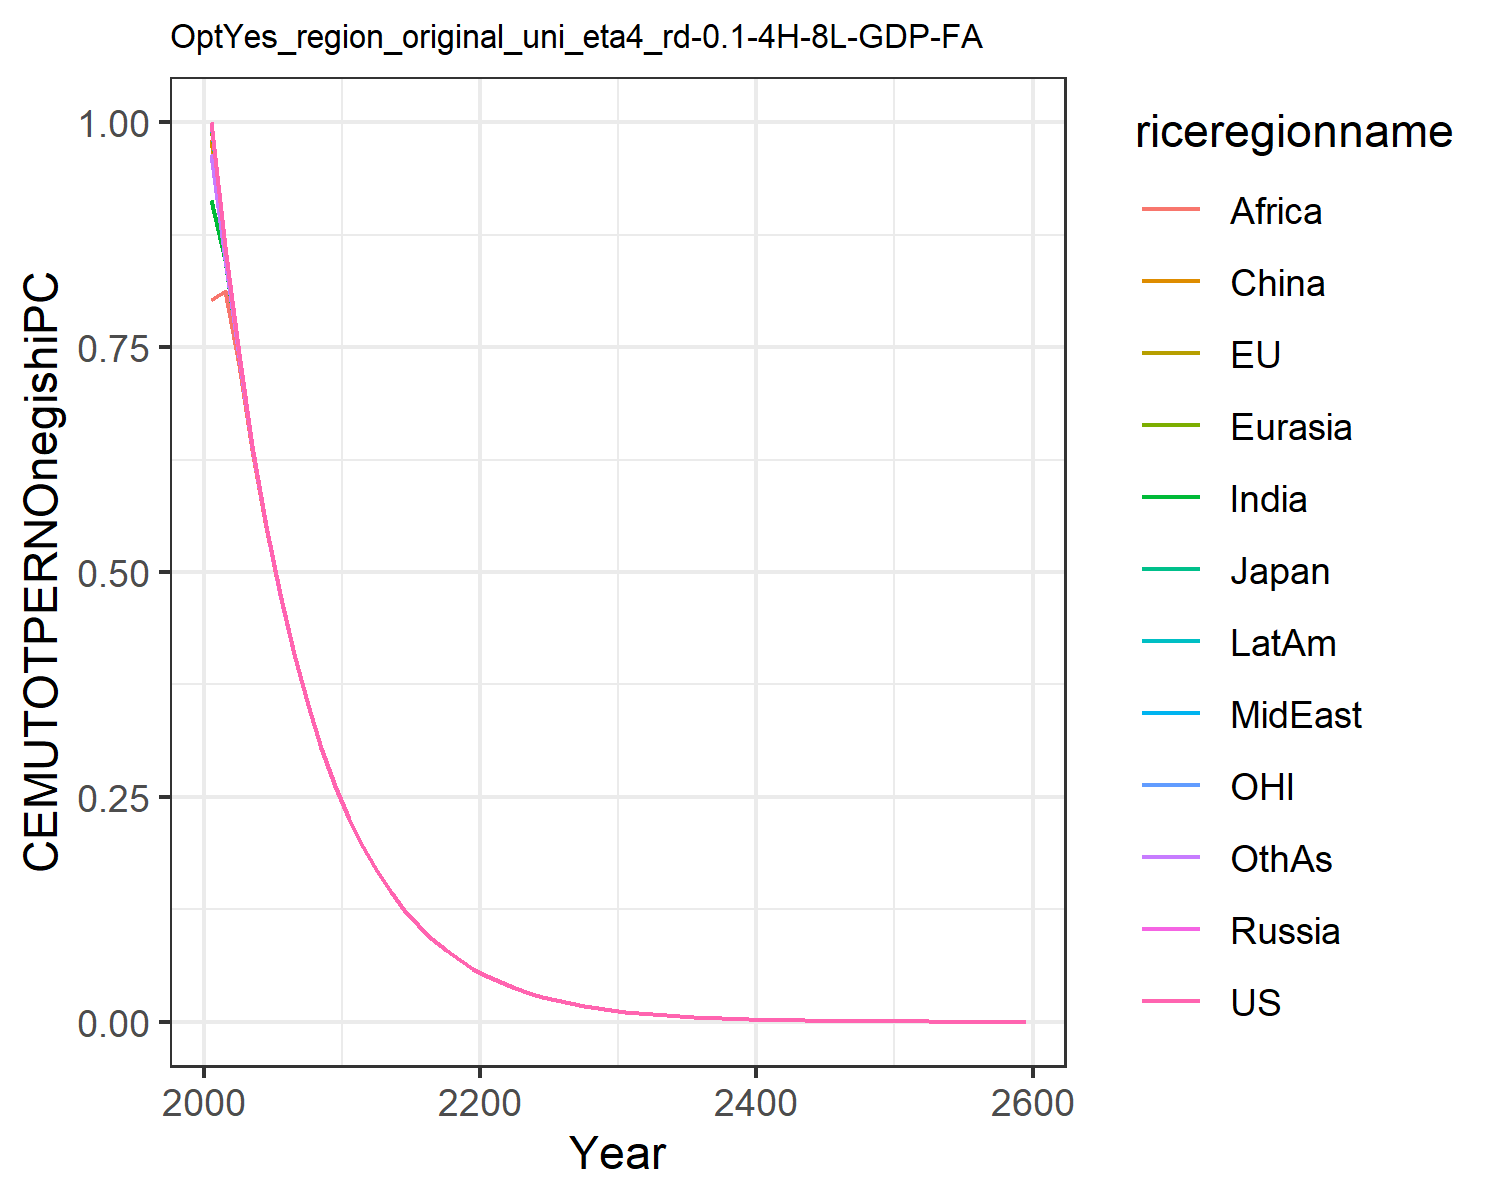 OptYes_region_original_uni_eta4_rd-0.1-4H-8L-GDP-FA
CEMUTOTPERNOnegishiPC
1.00
0.75
0.50
0.25
0.00
2000
2200
2400
2600
Year
riceregionname
Africa
China
EU
Eurasia
India
Japan
LatAm
MidEast
OHI
OthAs
Russia
US